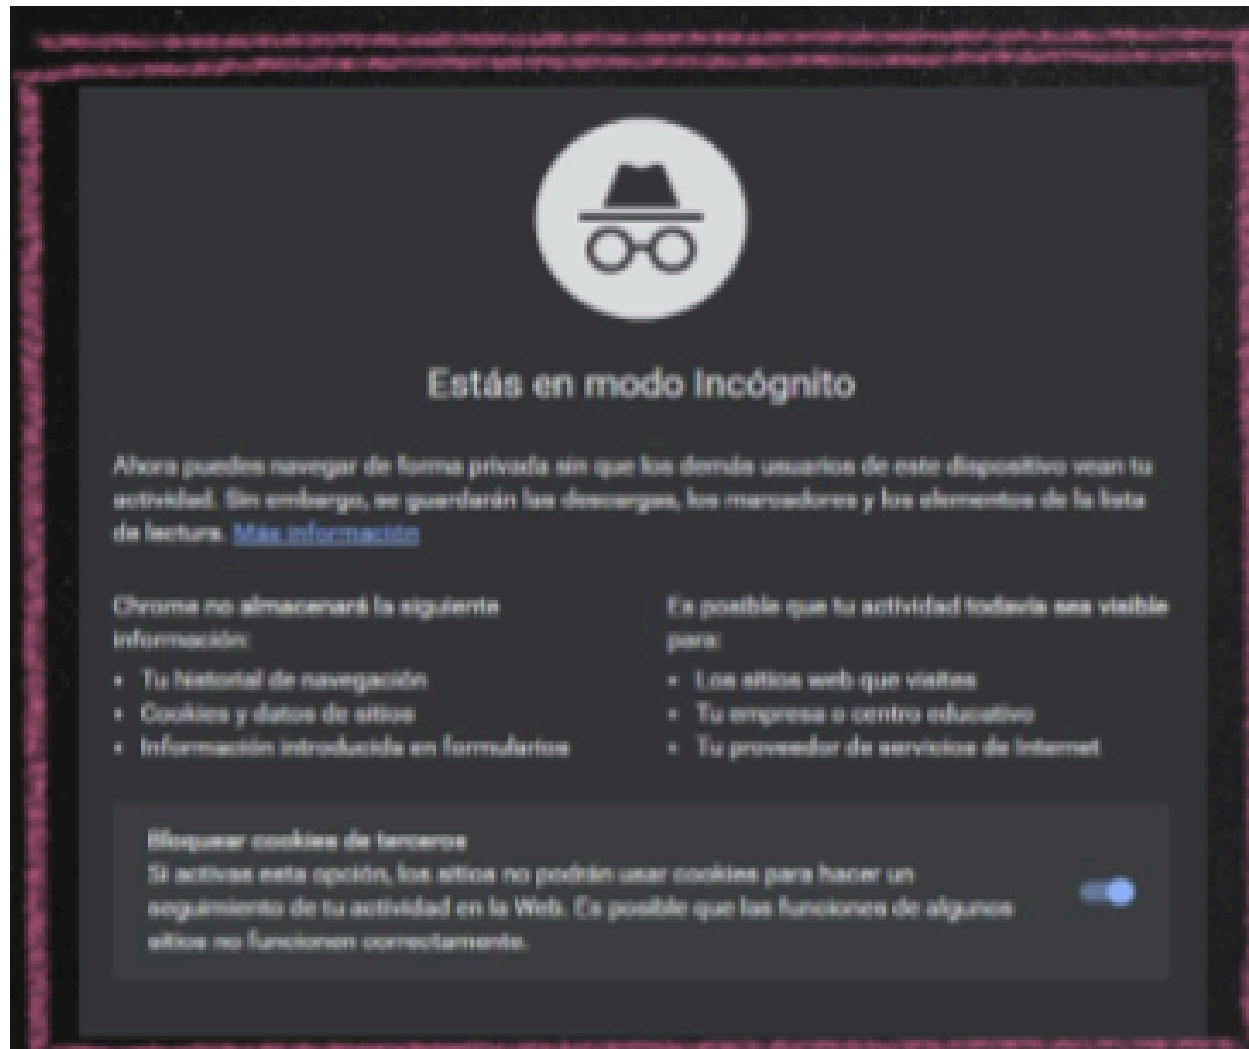 Estás en modo Incógnito
Ahora puedes navegar de forma privada sin que los demás usuarios de este dispositivo vean tu
actividad. Sin embargo, se guardarán las descargas, los marcadores y los elementos de la lista
de lectura. Más información
Chrome no almacenará la siguiente
información:
• Tu historial de navegación
• Cookies y datos de sitios
• Información introducida en formularios
Es posible que tu actividad todavía sea visible
para:
• Los sitios web que visites
• Tu empresa o centro educativo
• Tu proveedor de servicios de Internet
Bloquear cookies de terceros
Si activas esta opción, los sitios no podrán usar cookies para hacer un
seguimiento de tu actividad en la Web. Es posible que las funciones de algunos
sitios no funcionen correctamente.